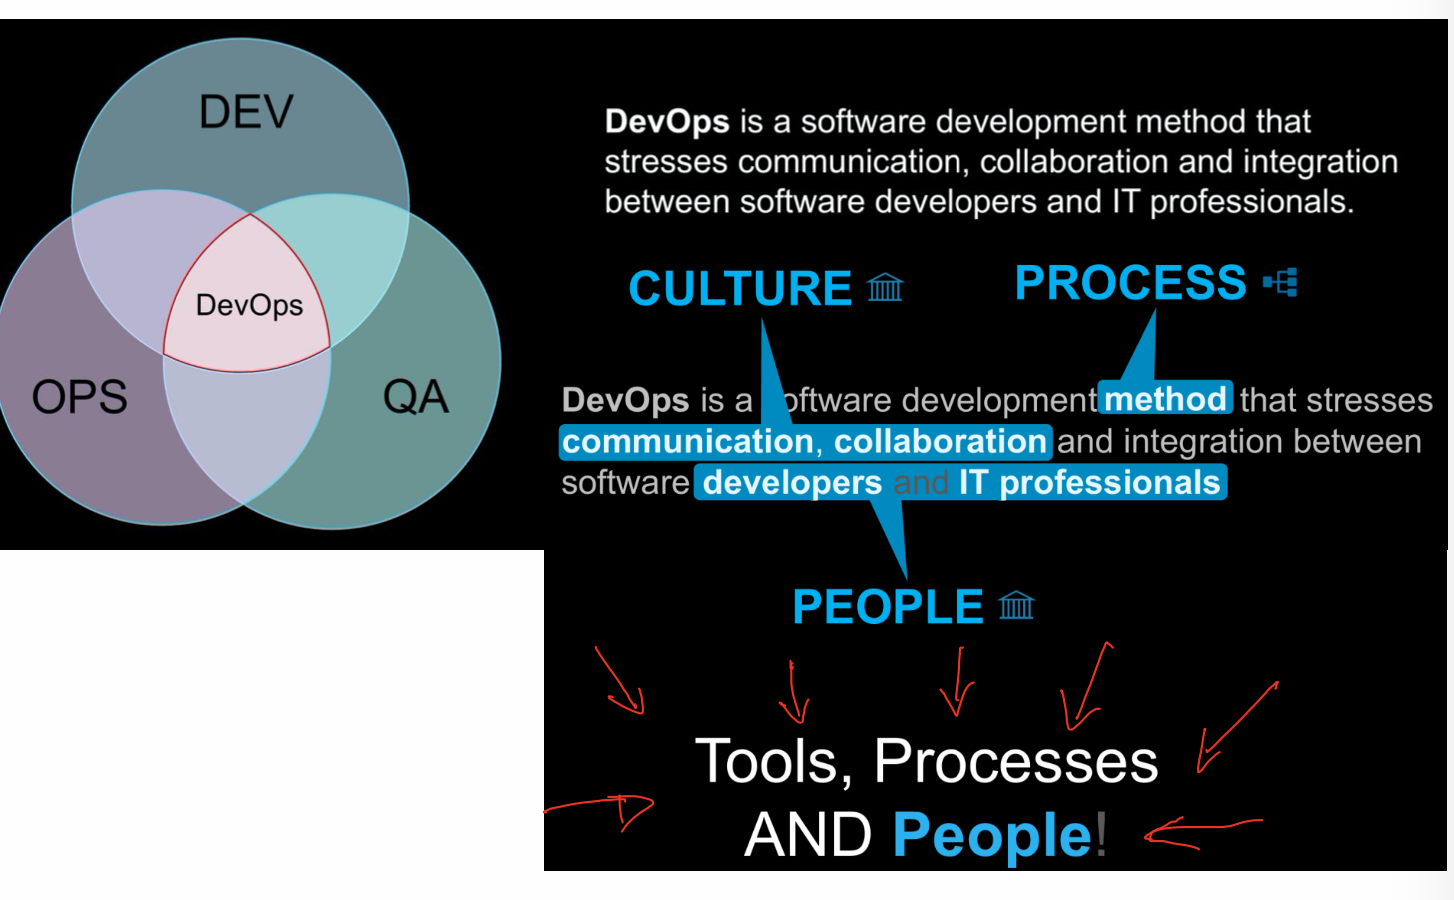 DEV
DevOps
OPS
QA
DevOps is a software development method that
stresses communication, collaboration and integration
between software developers and IT professionals.
CULTURE
PROCESS
DevOps is a oftware development method that stresses
communication, collaboration and integration between
software developers and IT professionals
PEOPLE
Tools, Processes
AND People!